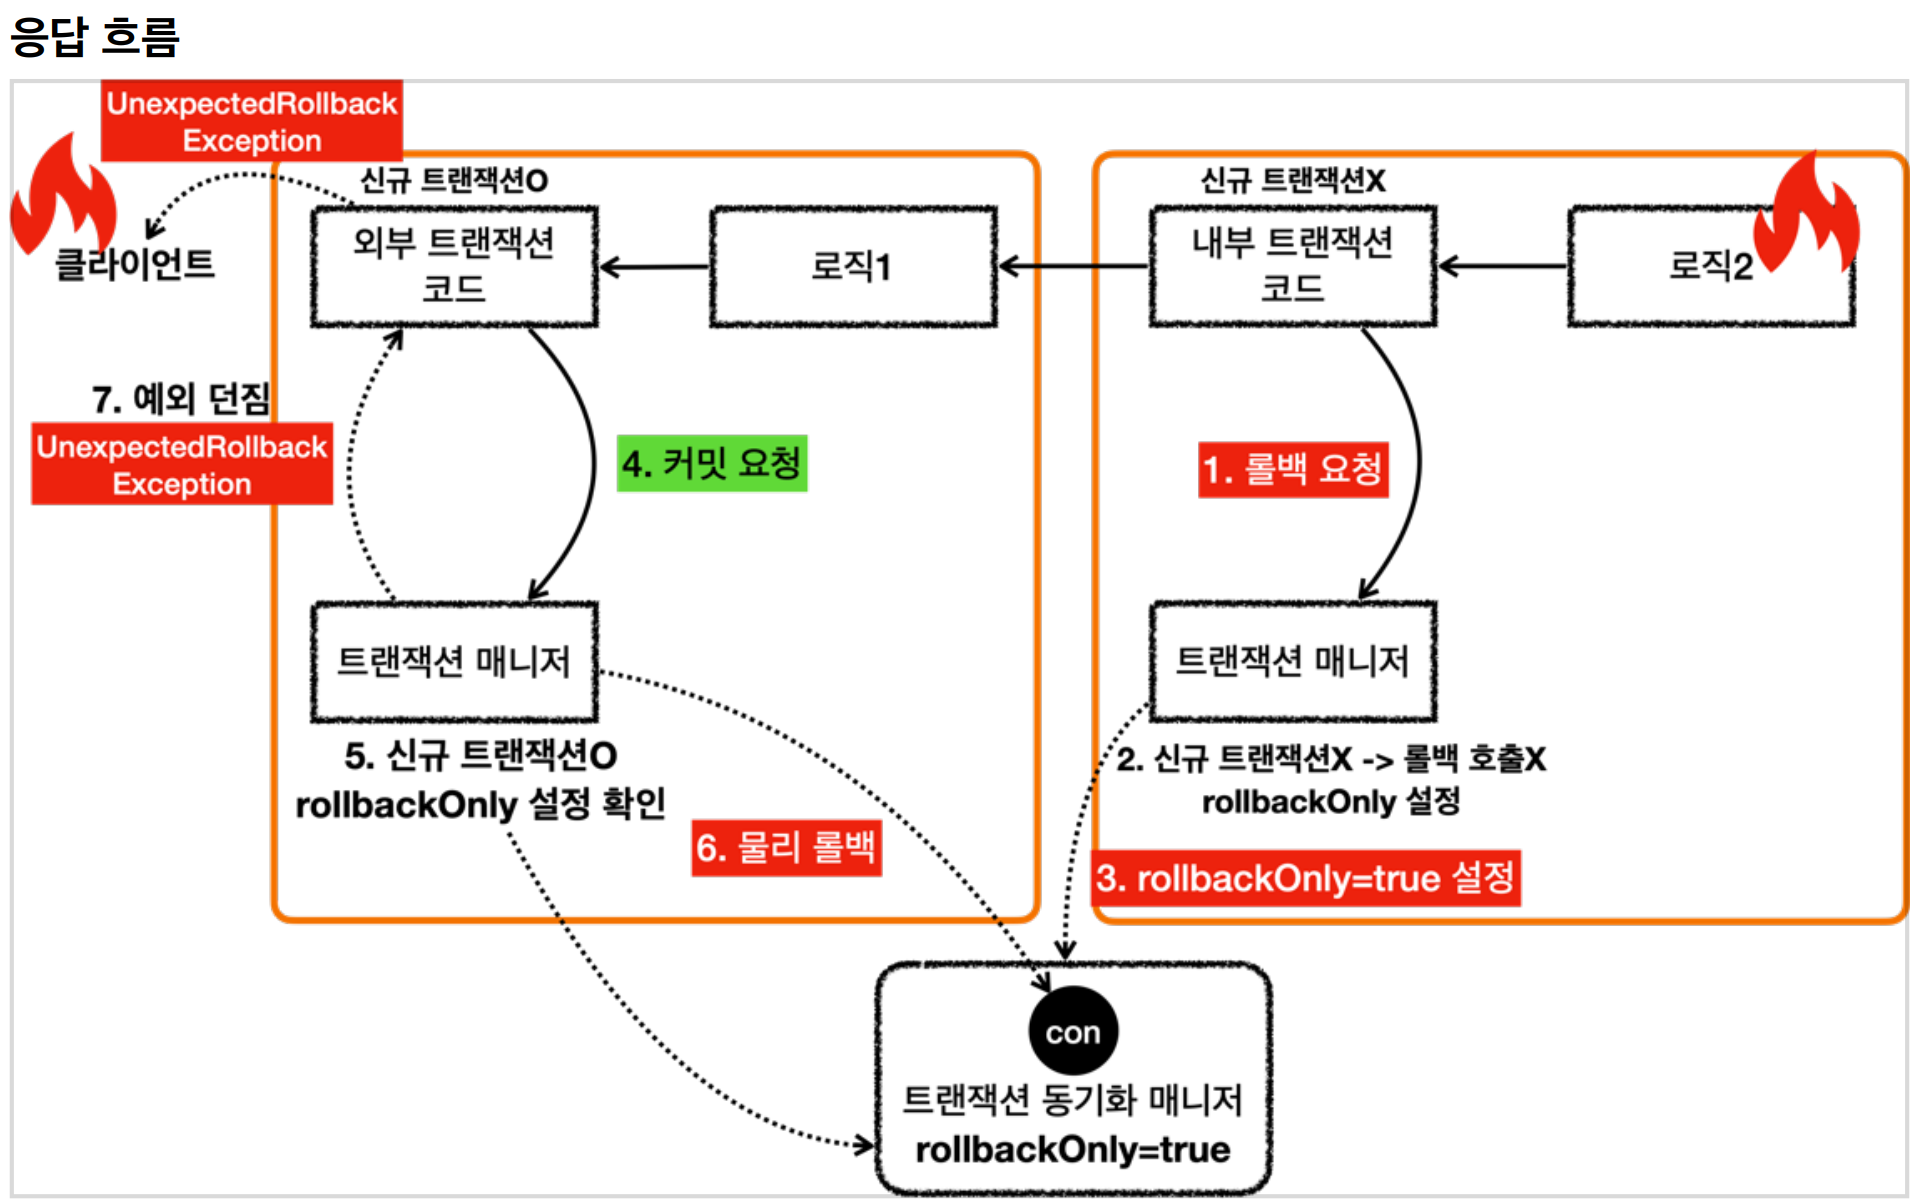 응답 흐름
UnexpectedRollback
Exception
신규 트랜잭션O
신규 트랜잭션X
클라이언트
외부 트랜잭션
코드
로직1
내부 트랜잭션
코드
로직2
7. 예외 던짐
UnexpectedRollback
Exception
4. 커밋 요청
1. 롤백 요청
트랜잭션 매니저
트랜잭션 매니저
5. 신규 트랜잭션O
rollbackOnly 설정 확인
2. 신규 트랜잭션X -> 롤백 호출X
rollbackOnly 설정
6. 물리 롤백
3. rollbackOnly=true 설정
con
트랜잭션 동기화 매니저
rollbackOnly=true